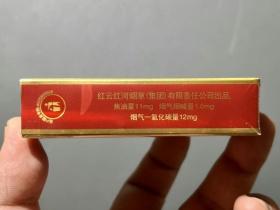 红云红河烟草(集团)有限责任公司出品
焦油量11mg 烟气烟碱量1.0mg
烟气一氧化碳量12mg